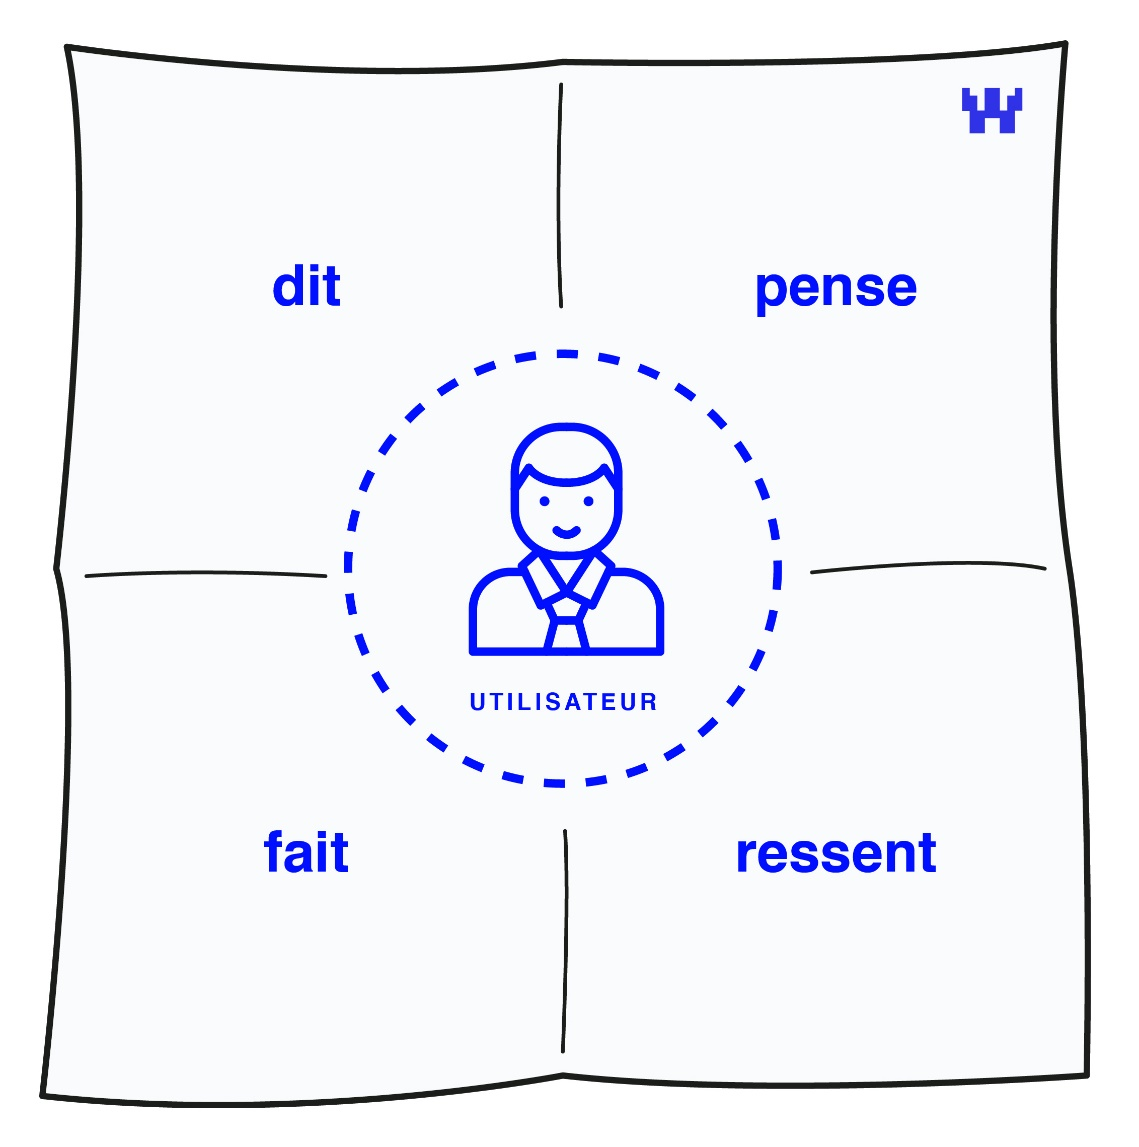 dit
pense
UTILISATEUR
fait
ressent